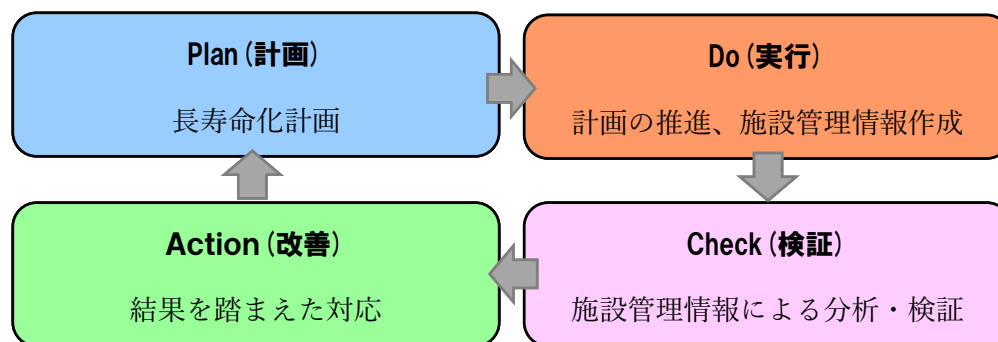 Plan(計画)
長寿命化計画
Do(実行)
計画の推進、施設管理情報作成
Action(改善)
結果を踏まえた対応
Check(検証)
施設管理情報による分析・検証